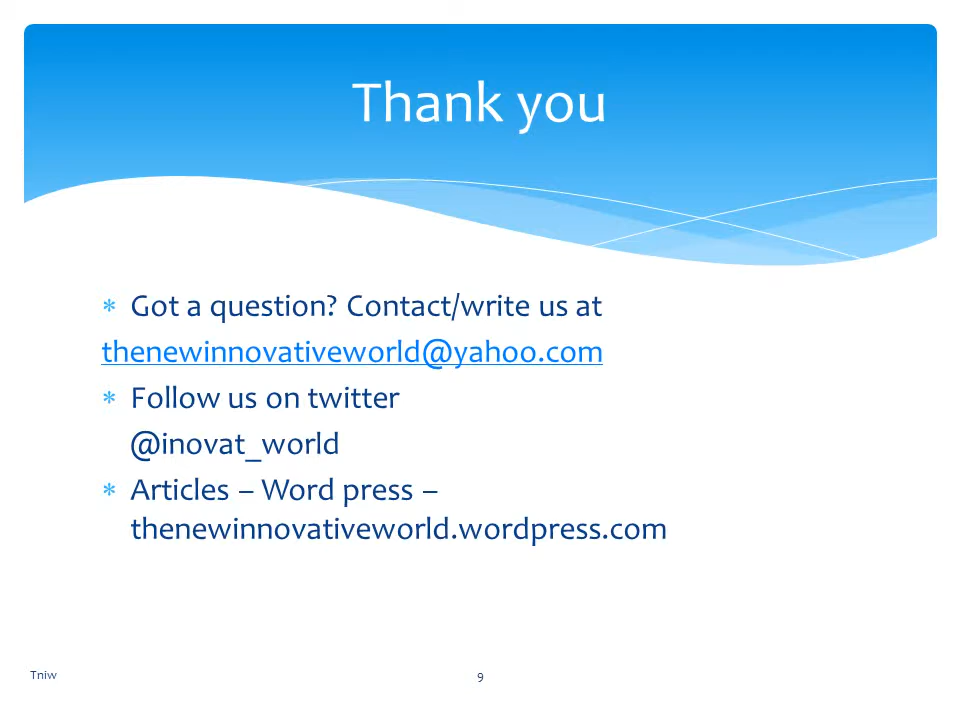 Thank you
* Got a question? Contact/write us at
thenewinnovativeworld@yahoo.com
* Follow us on twitter
@inovat_world
* Articles – Word press –
thenewinnovativeworld.wordpress.com
Tniw
9